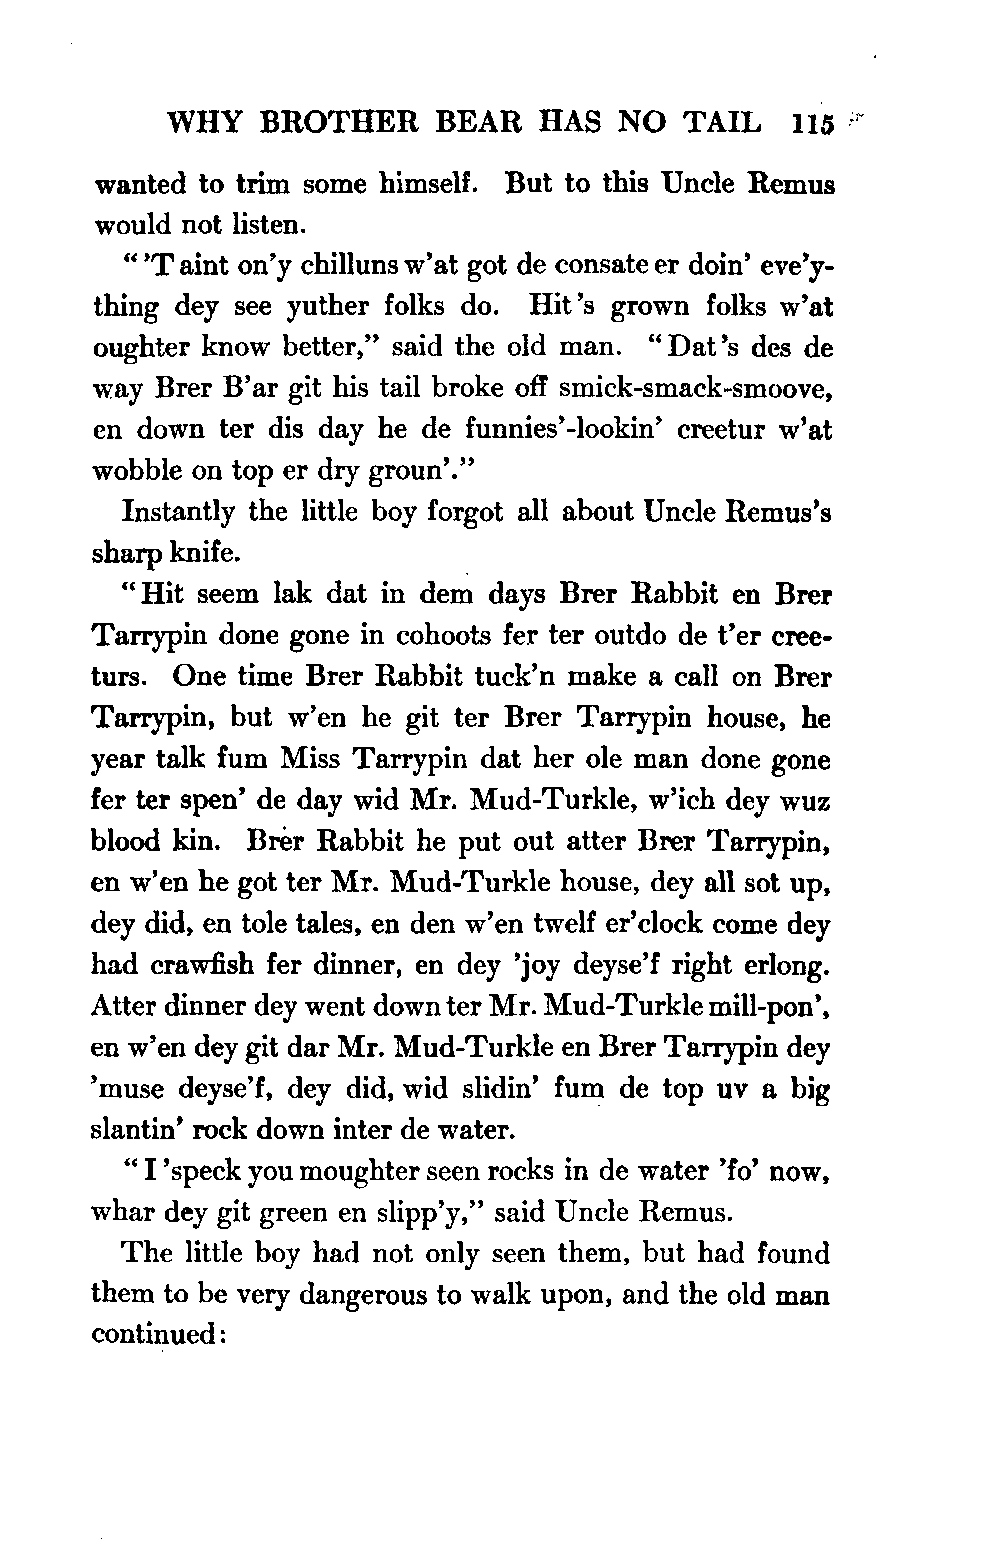 WHY BROTHER BEAR HAS NO TAIL 115
wanted to trim some himself. But to this Uncle Remus
would not listen.
“’T aint on’y chilluns w’at got de consate er doin’ eve’y-
thing dey see yuther folks do. Hit ’s grown folks w’at
oughter know better,” said the old man. “Dat ’s des de
way Brer B’ar git his tail broke off smick-smack-smoove,
en down ter dis day he de funnies’-lookin’ creetur w’at
wobble on top er dry groun’.”
Instantly the little boy forgot all about Uncle Remus’s
sharp knife.
“Hit seem lak dat in dem days Brer Rabbit en Brer
Tarrypin done gone in cohoots fer ter outdo de t’er cree-
turs. One time Brer Rabbit tuck’n make a call on Brer
Tarrypin, but w’en he git ter Brer Tarrypin house, he
year talk fum Miss Tarrypin dat her ole man done gone
fer ter spen’ de day wid Mr. Mud-Turkle, w’ich dey wuz
blood kin. Brer Rabbit he put out atter Brer Tarrypin,
en w’en he got ter Mr. Mud-Turkle house, dey all sot up,
dey did, en tole tales, en den w’en twelf er’clock come dey
had crawfish fer dinner, en dey ’joy deyse’f right erlong.
Atter dinner dey went down ter Mr. Mud-Turkle mill-pon’,
en w’en dey git dar Mr. Mud-Turkle en Brer Tarrypin dey
’muse deyse’f, dey did, wid slidin’ fum de top uv a big
slantin’ rock down inter de water.
“I ’speck you moughter seen rocks in de water ’fo’ now,
whar dey git green en slipp’y,” said Uncle Remus.
The little boy had not only seen them, but had found
them to be very dangerous to walk upon, and the old man
continued: